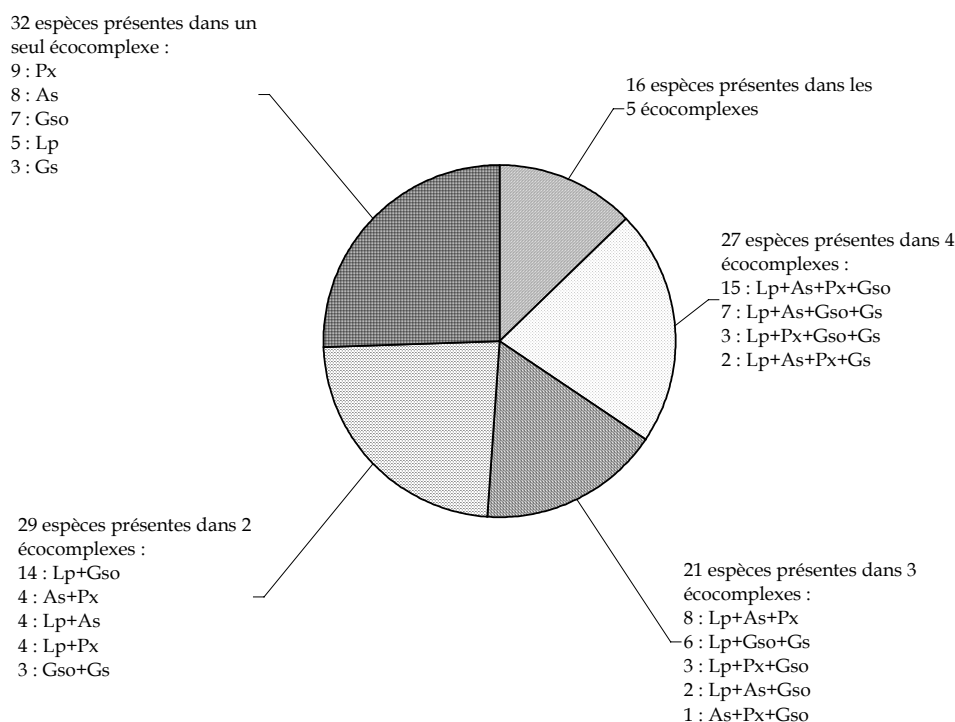 32 espèces présentes dans un
seul écocomplexe :
9 : Px
8 : As
7 : Gso
5 : Lp
3 : Gs
16 espèces présentes dans les
5 écocomplexes
27 espèces présentes dans 4
écocomplexes :
15 : Lp+As+Px+Gso
7 : Lp+As+Gso+Gs
3 : Lp+Px+Gso+Gs
2 : Lp+As+Px+Gs
29 espèces présentes dans 2
écocomplexes :
14 : Lp+Gso
4 : As+Px
4 : Lp+As
4 : Lp+Px
3 : Gso+Gs
21 espèces présentes dans 3
écocomplexes :
8 : Lp+As+Px
6 : Lp+Gso+Gs
3 : Lp+Px+Gso
2 : Lp+As+Gso
1 : As+Px+Gso